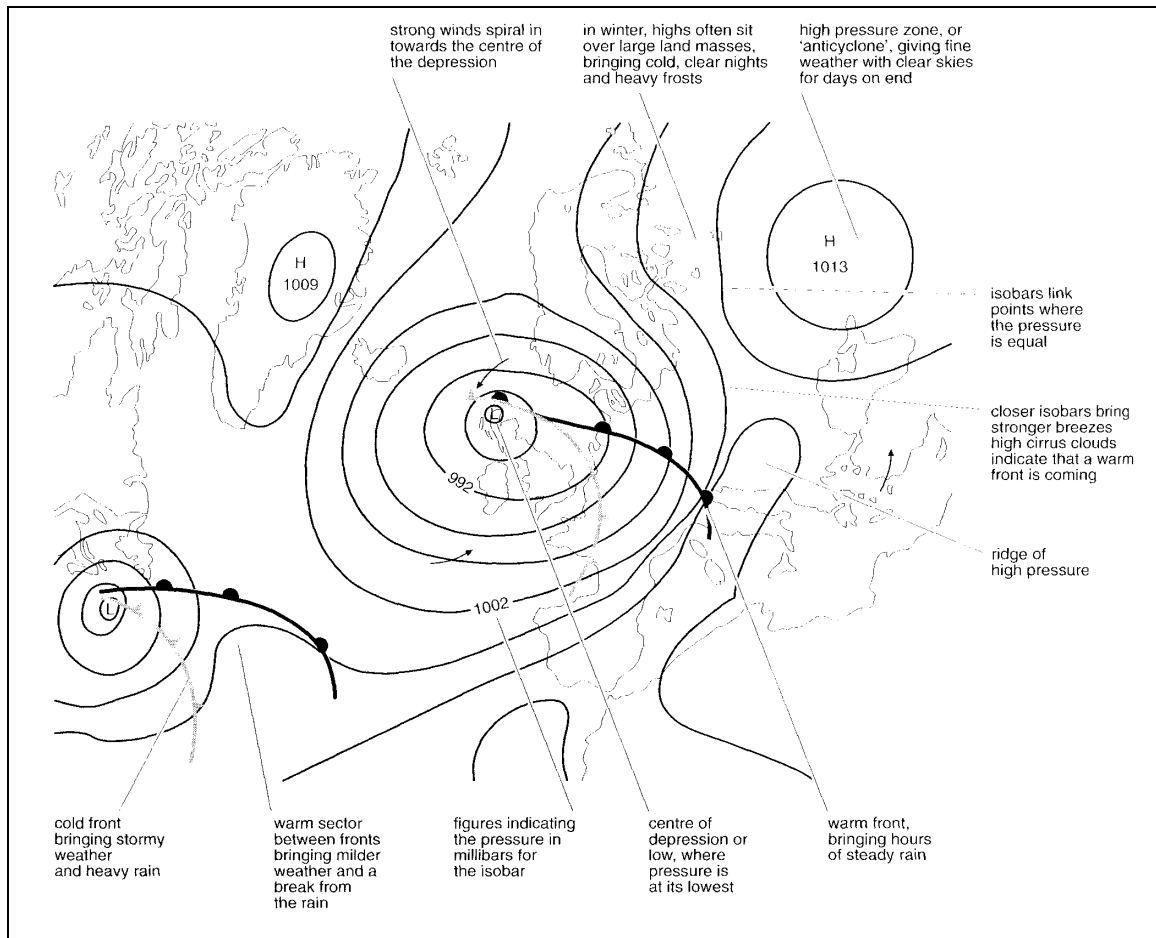 strong winds spiral in
towards the centre of
the depression
in winter, highs often sit
over large land masses,
bringing cold, clear nights
and heavy frosts
high pressure zone, or
‘anticyclone’, giving fine
weather with clear skies
for days on end
H
1009
H
1013
isobars link
points where
the pressure
is equal
closer isobars bring
stronger breezes
high cirrus clouds
indicate that a warm
front is coming
L
992
ridge of
high pressure
L
1002
cold front
bringing stormy
weather
and heavy rain
warm sector
between fronts
bringing milder
weather and a
break from
the rain
figures indicating
the pressure in
millibars for
the isobar
centre of
depression or
low, where
pressure is
at its lowest
warm front,
bringing hours
of steady rain